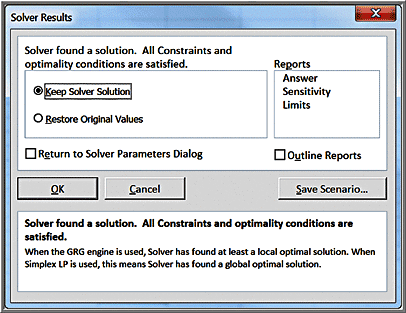 Solver Results
Solver found a solution. All Constraints and
optimality conditions are satisfied.
Reports
Answer
Sensitivity
Limits
Keep Solver Solution
Restore Original Values
Return to Solver Parameters Dialog
Outline Reports
OK
Cancel
Save Scenario...
Solver found a solution. All Constraints and optimality conditions are
satisfied.
When the GRG engine is used, Solver has found at least a local optimal solution. When
Simplex LP is used, this means Solver has found a global optimal solution.